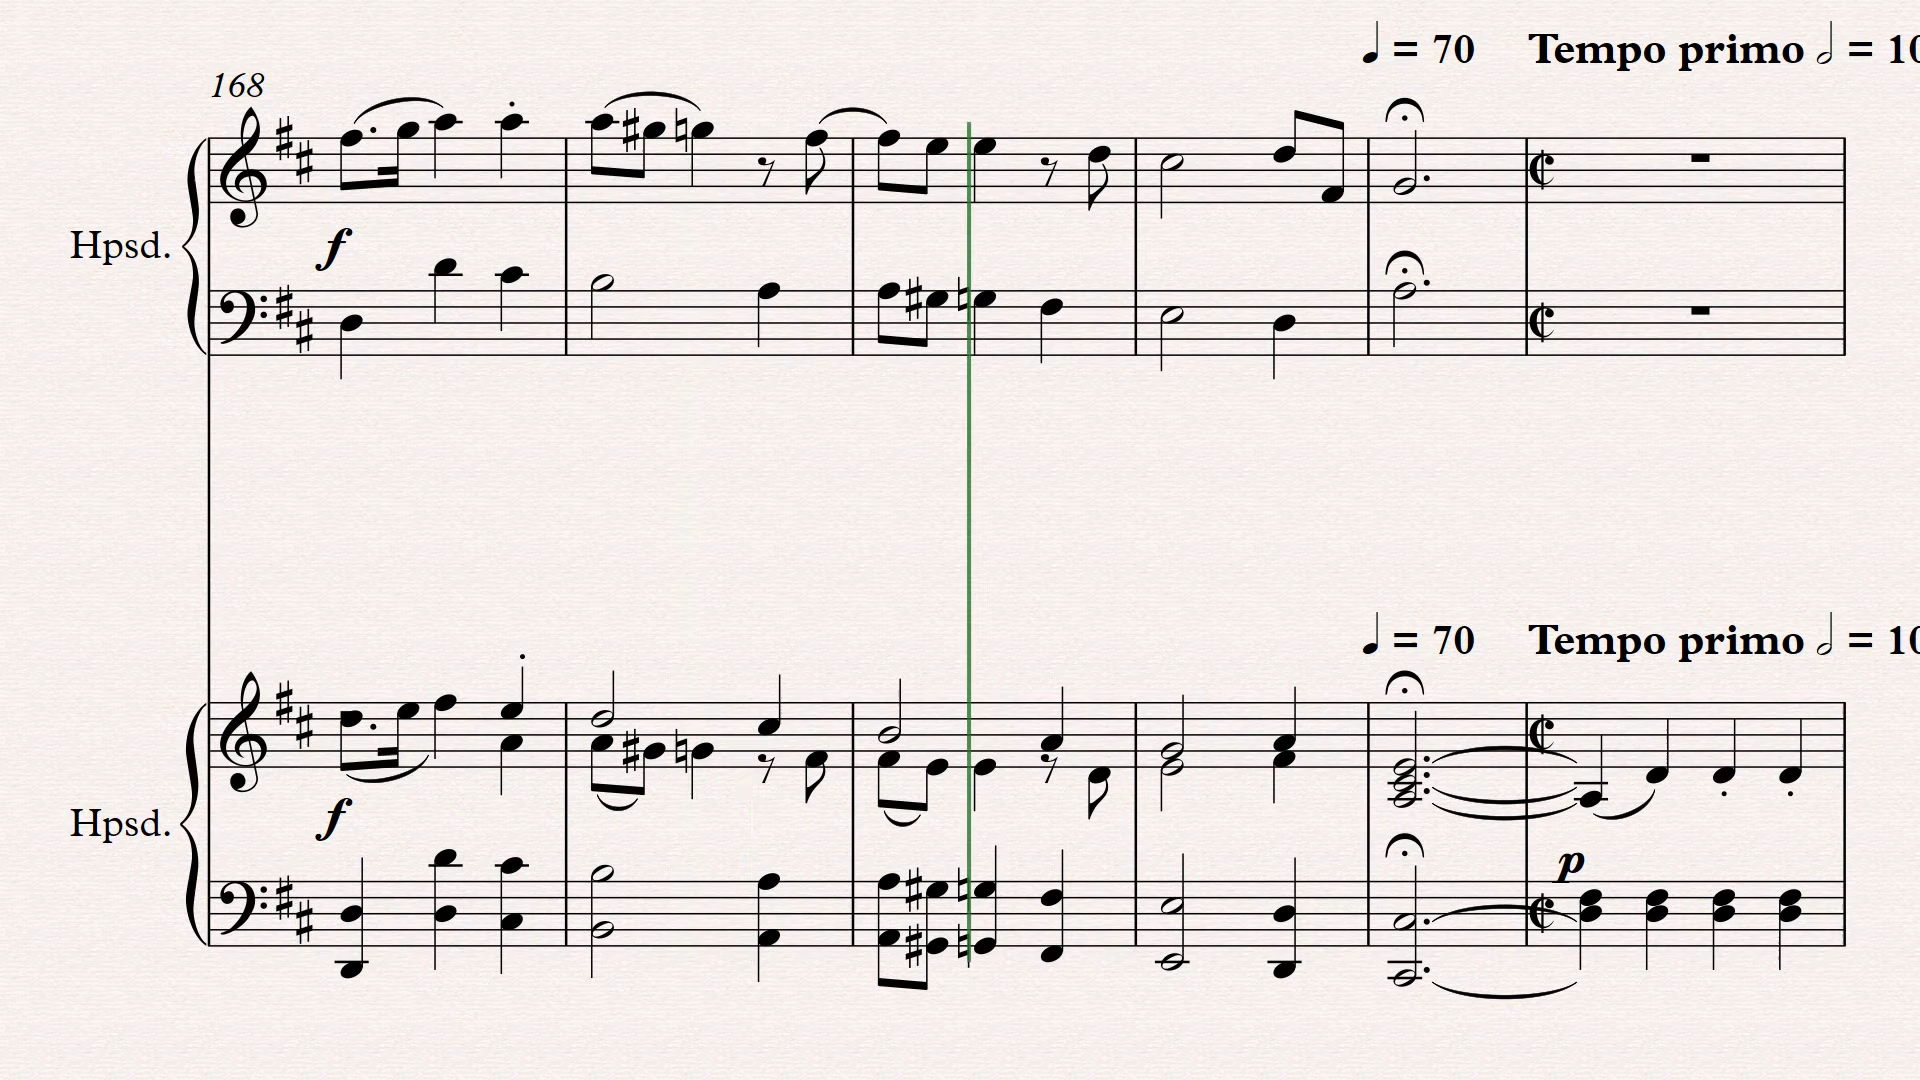 ♩ = 70 Tempo primo 𝅗𝅥 = 10
168
Hpsd.
f
♩ = 70 Tempo primo 𝅗𝅥 = 10
Hpsd.
f
p